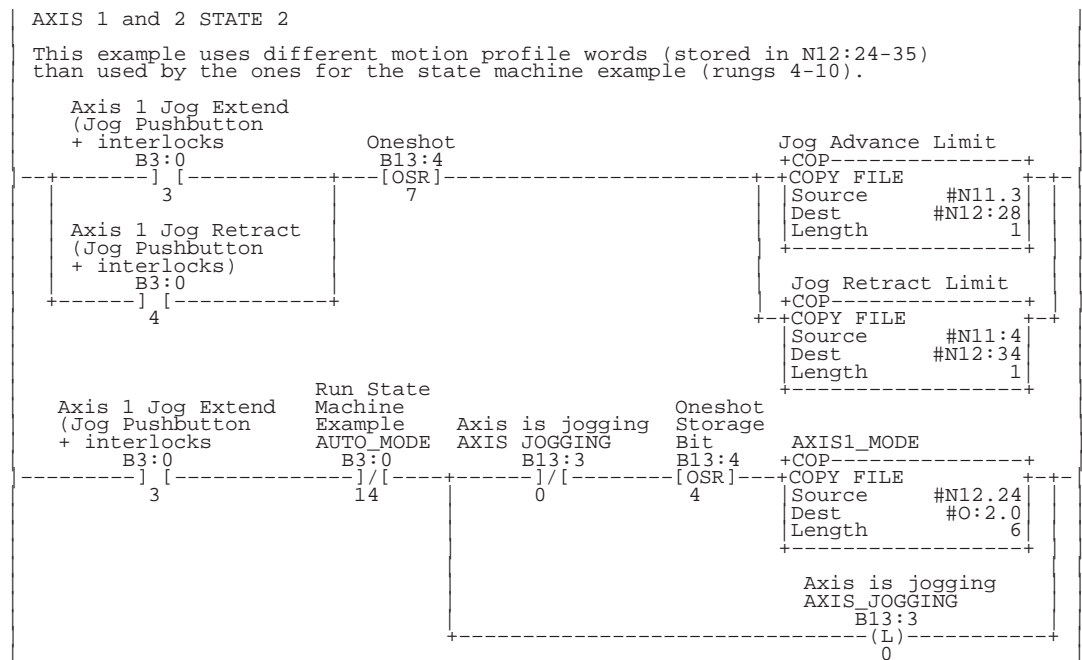 AXIS 1 and 2 STATE 2
This example uses different motion profile words (stored in N12:24-35)
than used by the ones for the state machine example (rungs 4-10).
Axis 1 Jog Extend
(Jog Pushbutton
+ interlocks Oneshot Jog Advance Limit
B3:0 B13:4 +COP---------------+
--+-------] [-----------+---[OSR]------------------------+-+COPY FILE +-+-
3 7 Source #N11.3
Dest #N12:28
Axis 1 Jog Retract Length 1
(Jog Pushbutton +------------------+
+ interlocks)
B3:0 Jog Retract Limit
+------] [------------+ +COP---------------+
4 +-+COPY FILE +-+
Source #N11:4
Dest #N12:34
Length 1
Run State +------------------+
Axis 1 Jog Extend Machine Oneshot
(Jog Pushbutton Example Axis is jogging Storage
+ interlocks AUTO_MODE AXIS JOGGING Bit AXIS1_MODE
B3:0 B3:0 B13:3 B13:4 +COP---------------+
---------] [--------------]/[----+------]/[--------[OSR]---+COPY FILE +-+-
3 14 0 4 Source #N12.24
Dest #O:2.0
Length 6
+------------------+
Axis is jogging
AXIS_JOGGING
B13:3
+--------------------------------(L)-----------+
0